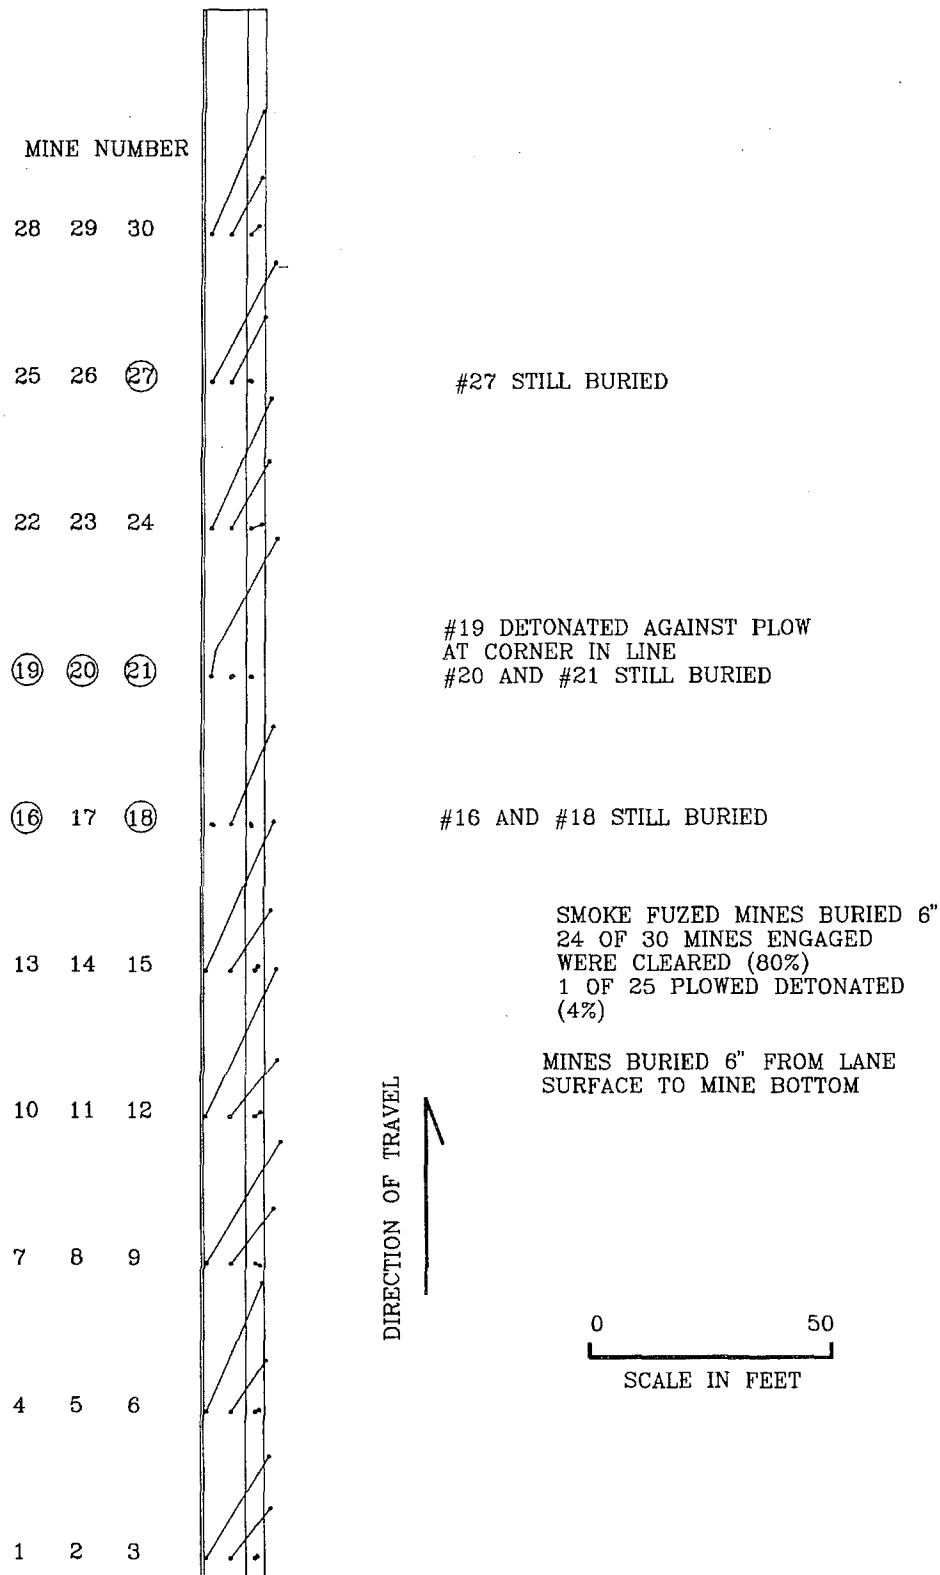 MINE NUMBER
28 29 30
25 26 27
#27 STILL BURIED
22 23 24
#19 DETONATED AGAINST PLOW
AT CORNER IN LINE
19 20 21
#20 AND #21 STILL BURIED
16 17 18
#16 AND #18 STILL BURIED
SMOKE FUZED MINES BURIED 6"
24 OF 30 MINES ENGAGED
13 14 15
WERE CLEARED (80%)
1 OF 25 PLOWED DETONATED
(4%)
MINES BURIED 6" FROM LANE
SURFACE TO MINE BOTTOM
10 11 12
DIRECTION OF TRAVEL
7 8 9
0 50
SCALE IN FEET
4 5 6
1 2 3